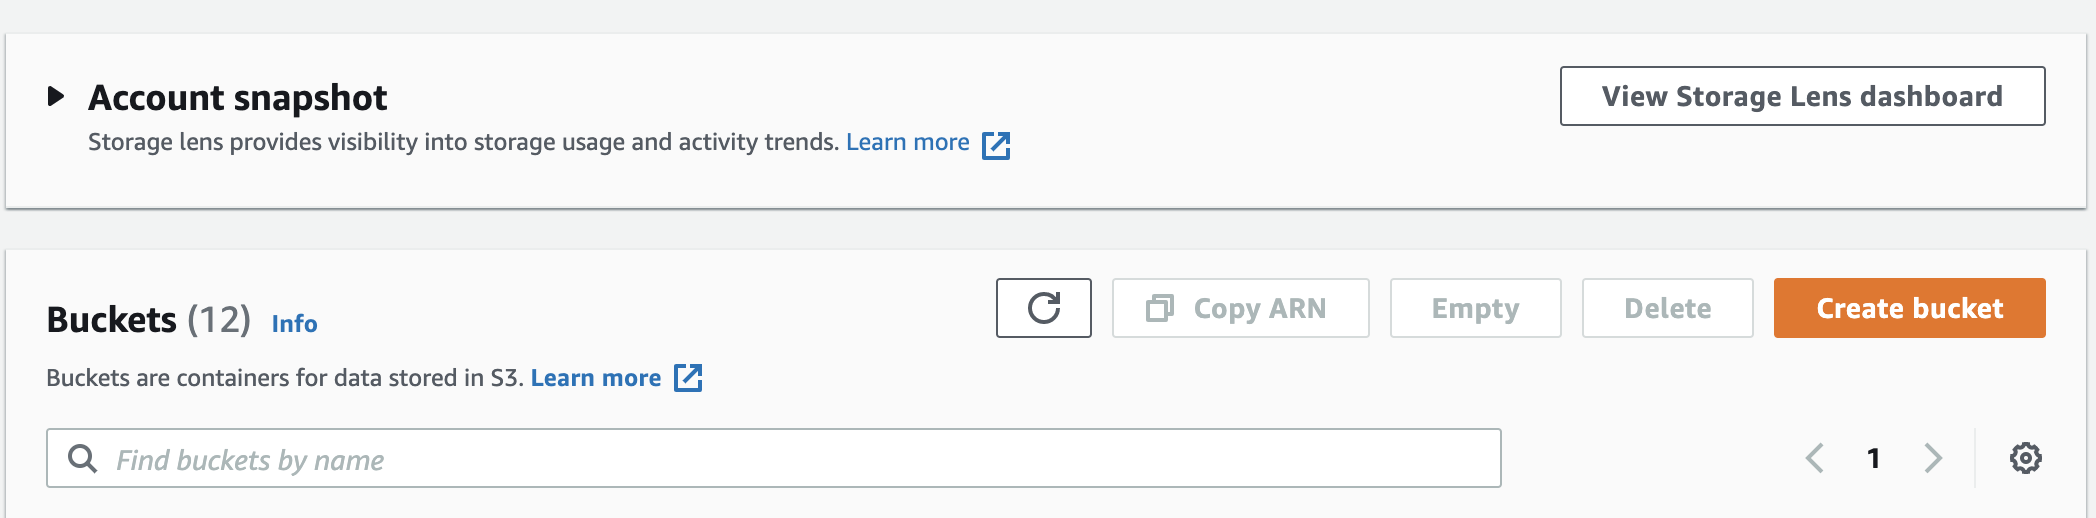 Account snapshot
View Storage Lens dashboard
Storage lens provides visibility into storage usage and activity trends. Learn more
Buckets (12) Info
Copy ARN
Empty
Delete
Create bucket
Buckets are containers for data stored in S3. Learn more
Find buckets by name
1